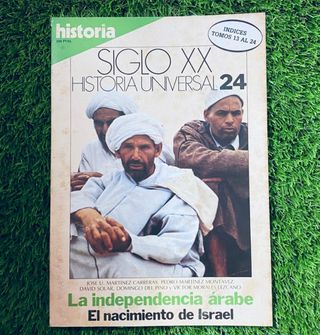 historia
SIGLO XX
HISTORIA UNIVERSAL 24
INDICES
TOMOS 13 AL 24
JOSE U. MARTINEZ CARRERAS, PEDRO MARTINEZ MONTAVEZ
DAVID SOLAR, DOMINGO DEL PINO y VICTOR MORALES LEZCANO
La independencia árabe
El nacimiento de Israel